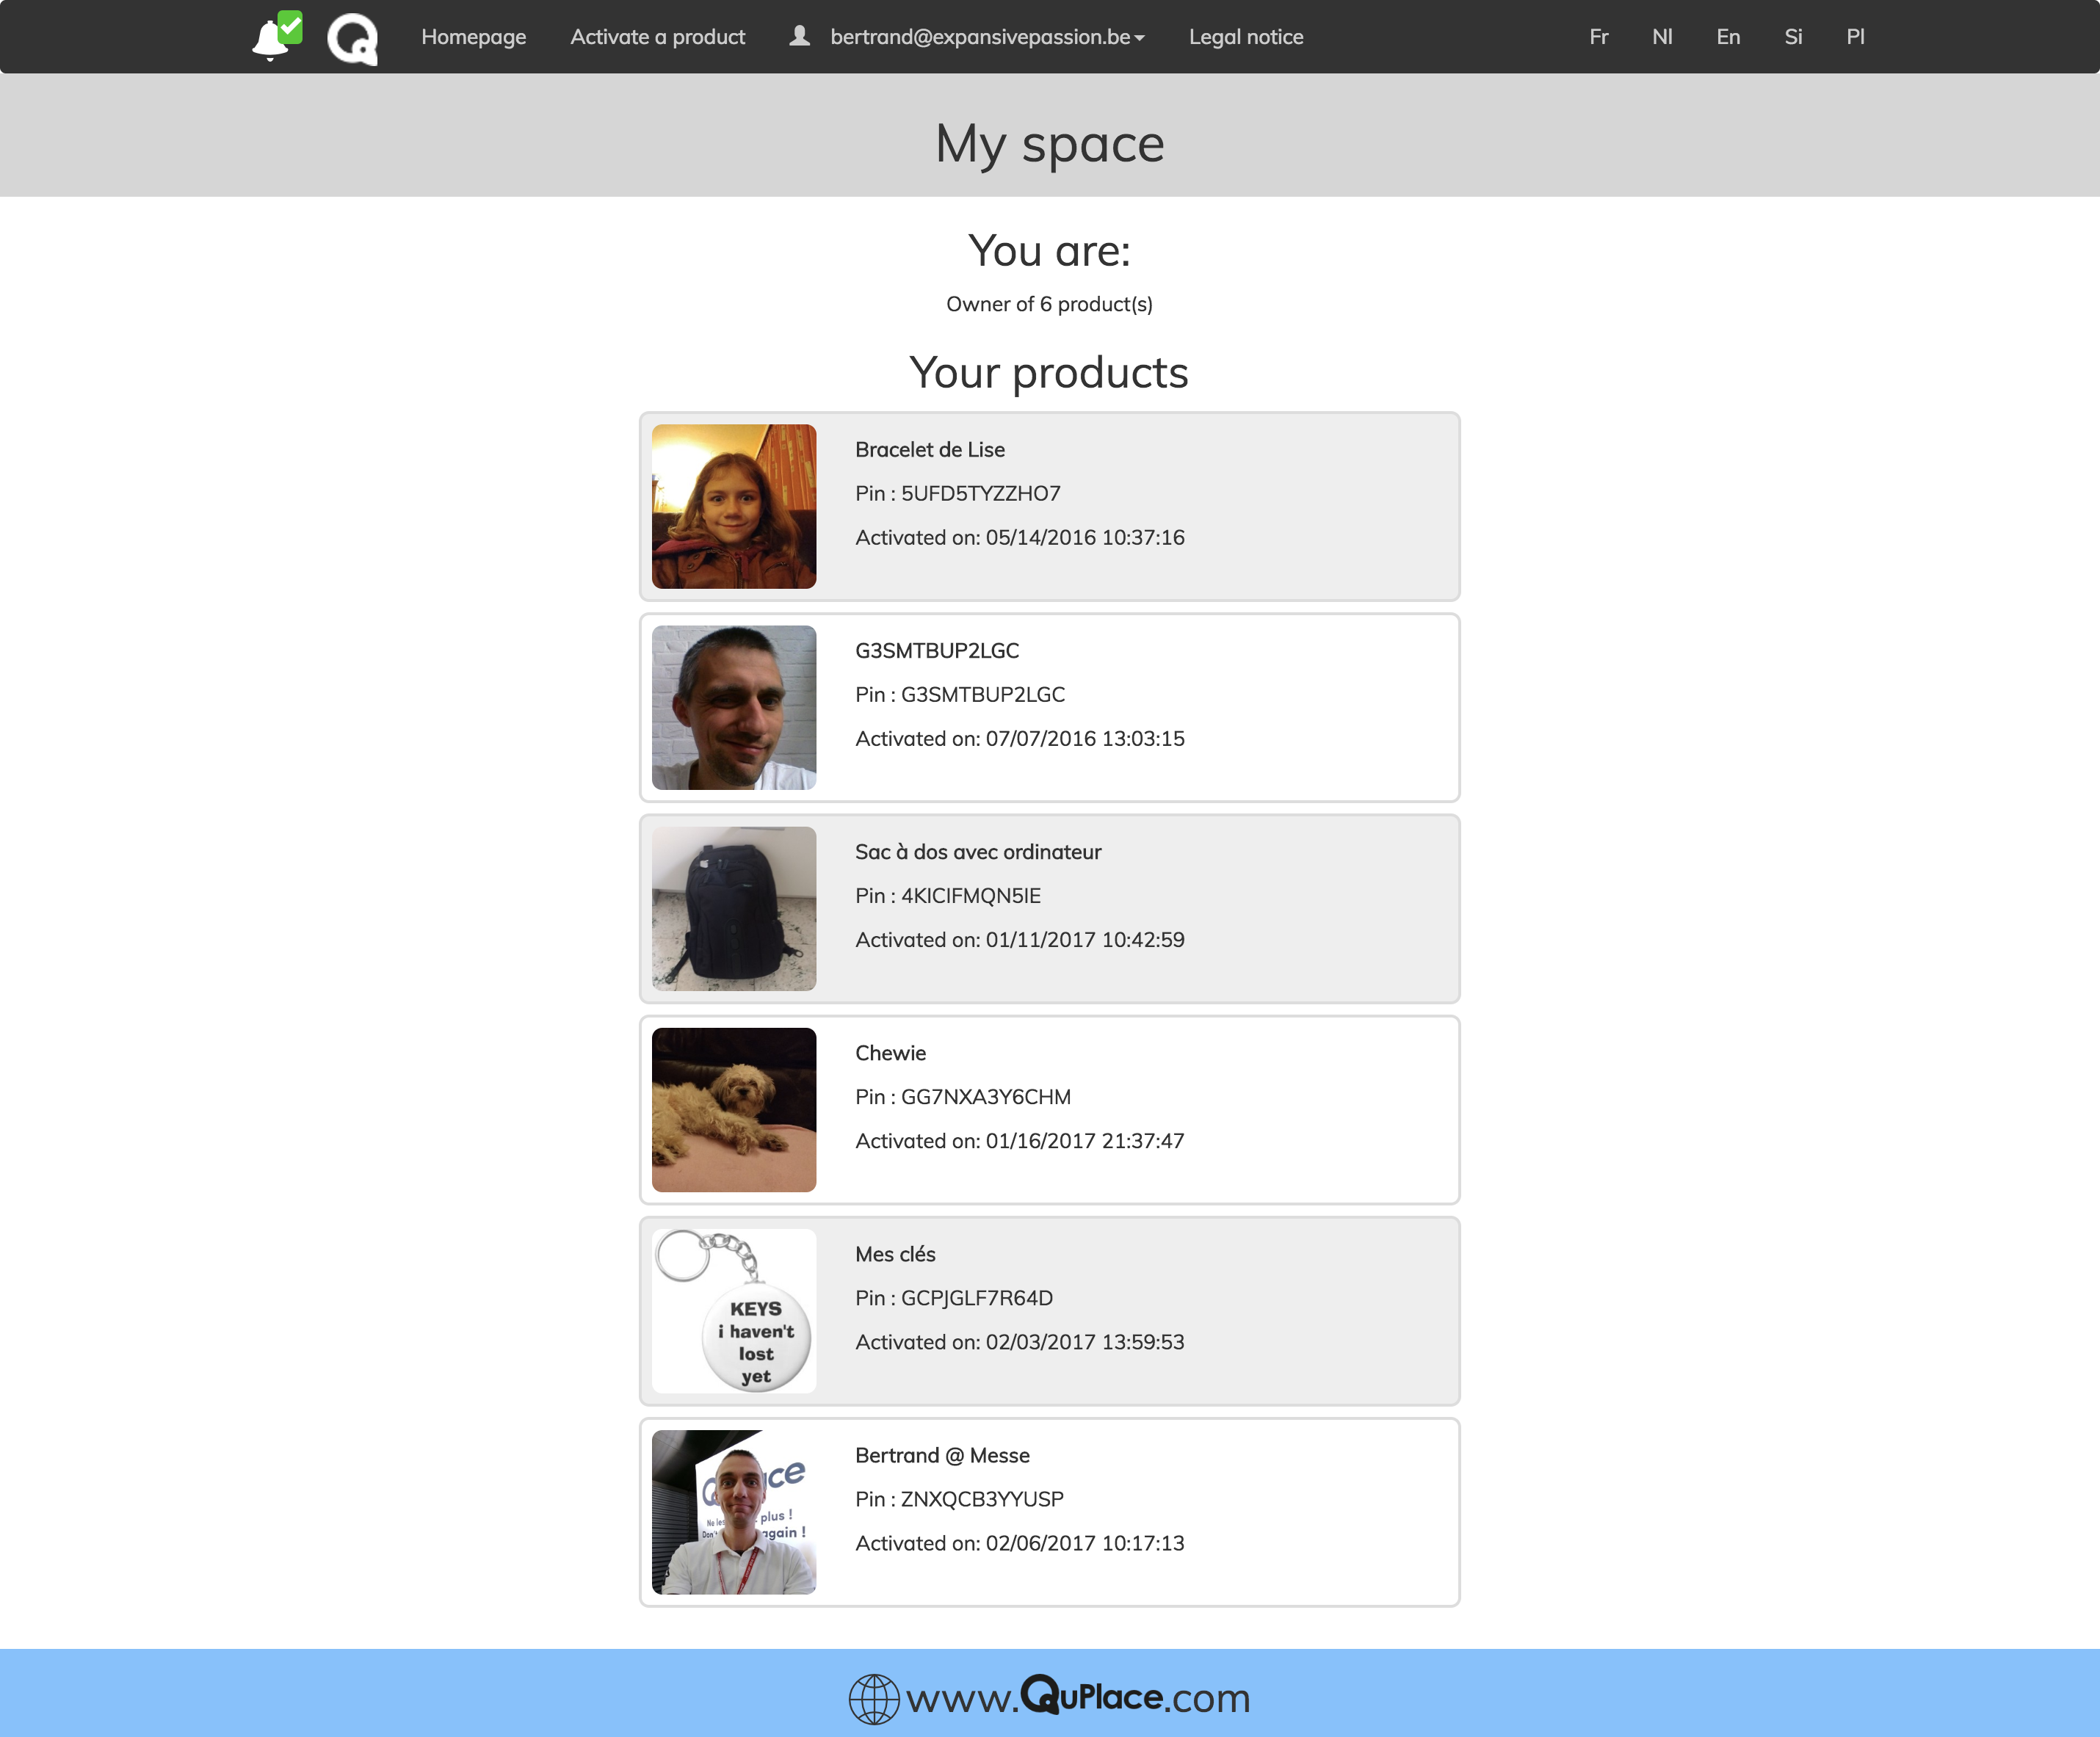 Homepage Activate a product bertrand@expansivepassion.be Legal notice Fr Nl En Si Pl
My space
You are:
Owner of 6 product(s)
Your products
Bracelet de Lise
Pin : 5UFD5TYZZHO7
Activated on: 05/14/2016 10:37:16
G3SMTBUP2LGC
Pin : G3SMTBUP2LGC
Activated on: 07/07/2016 13:03:15
Sac à dos avec ordinateur
Pin : 4KICIFMQN5IE
Activated on: 01/11/2017 10:42:59
Chewie
Pin : GG7NXA3Y6CHM
Activated on: 01/16/2017 21:37:47
KEYS
i haven't
lost
yet
Mes clés
Pin : GCPJGLF7R64D
Activated on: 02/03/2017 13:59:53
plus !
again !
Bertrand @ Messe
Pin : ZNXQCB3YYUSP
Activated on: 02/06/2017 10:17:13
www.QuPlace.com